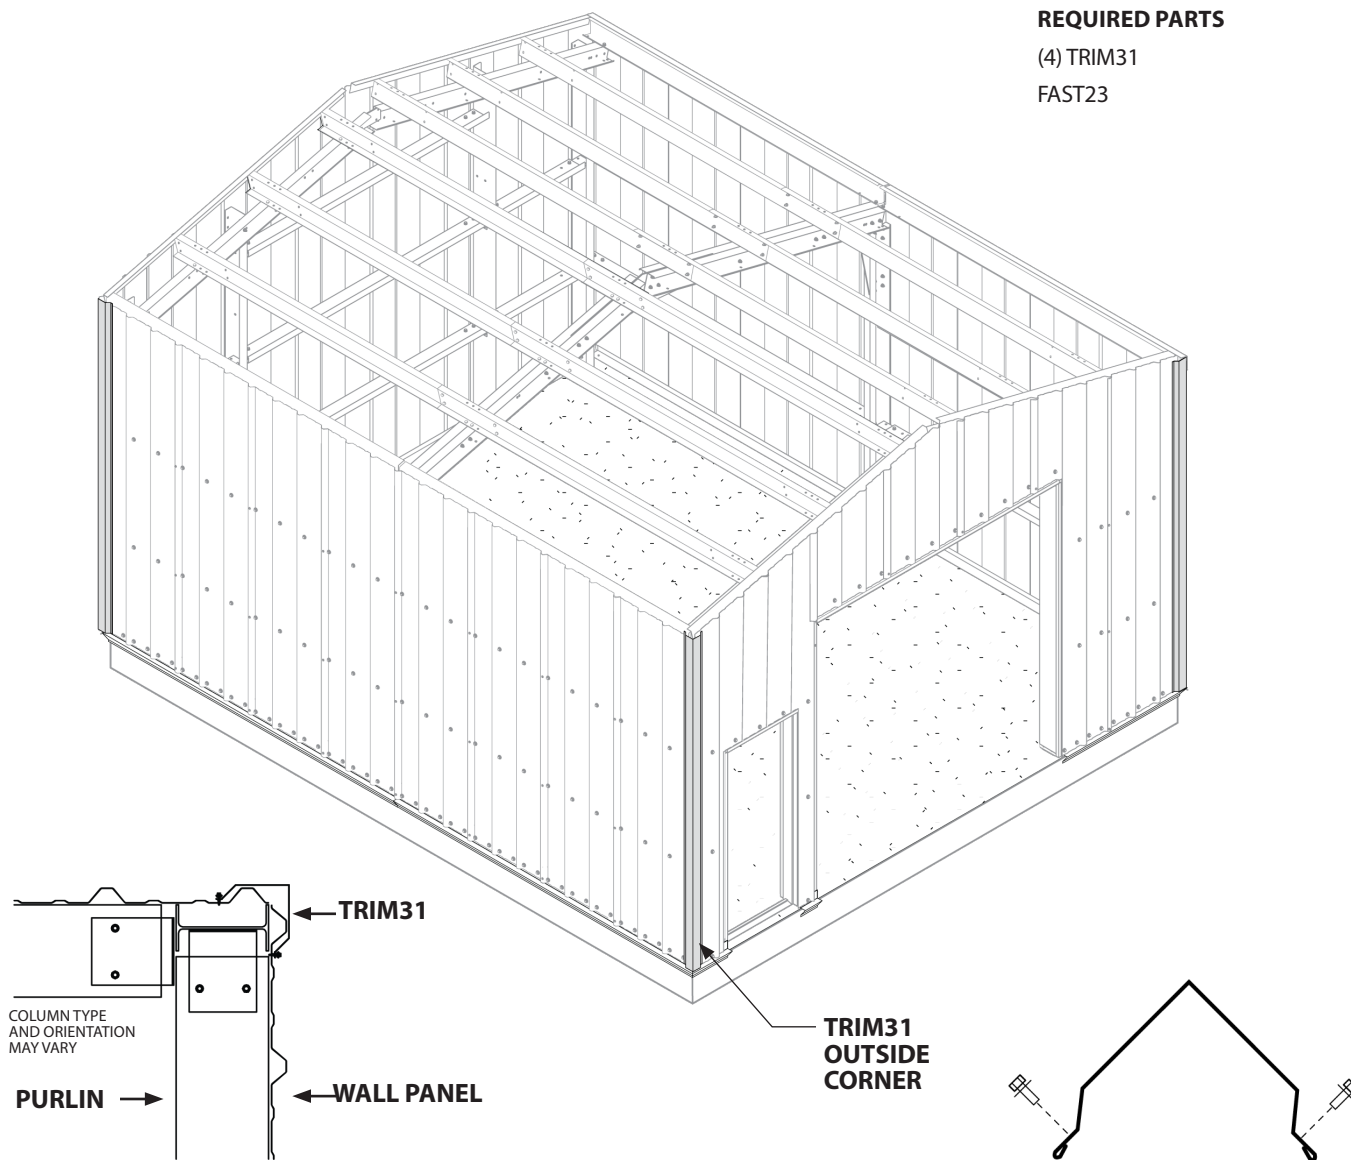 REQUIRED PARTS
(4) TRIM31
FAST23
TRIM31
COLUMN TYPE
AND ORIENTATION
MAY VARY
PURLIN
WALL PANEL
TRIM31
OUTSIDE
CORNER